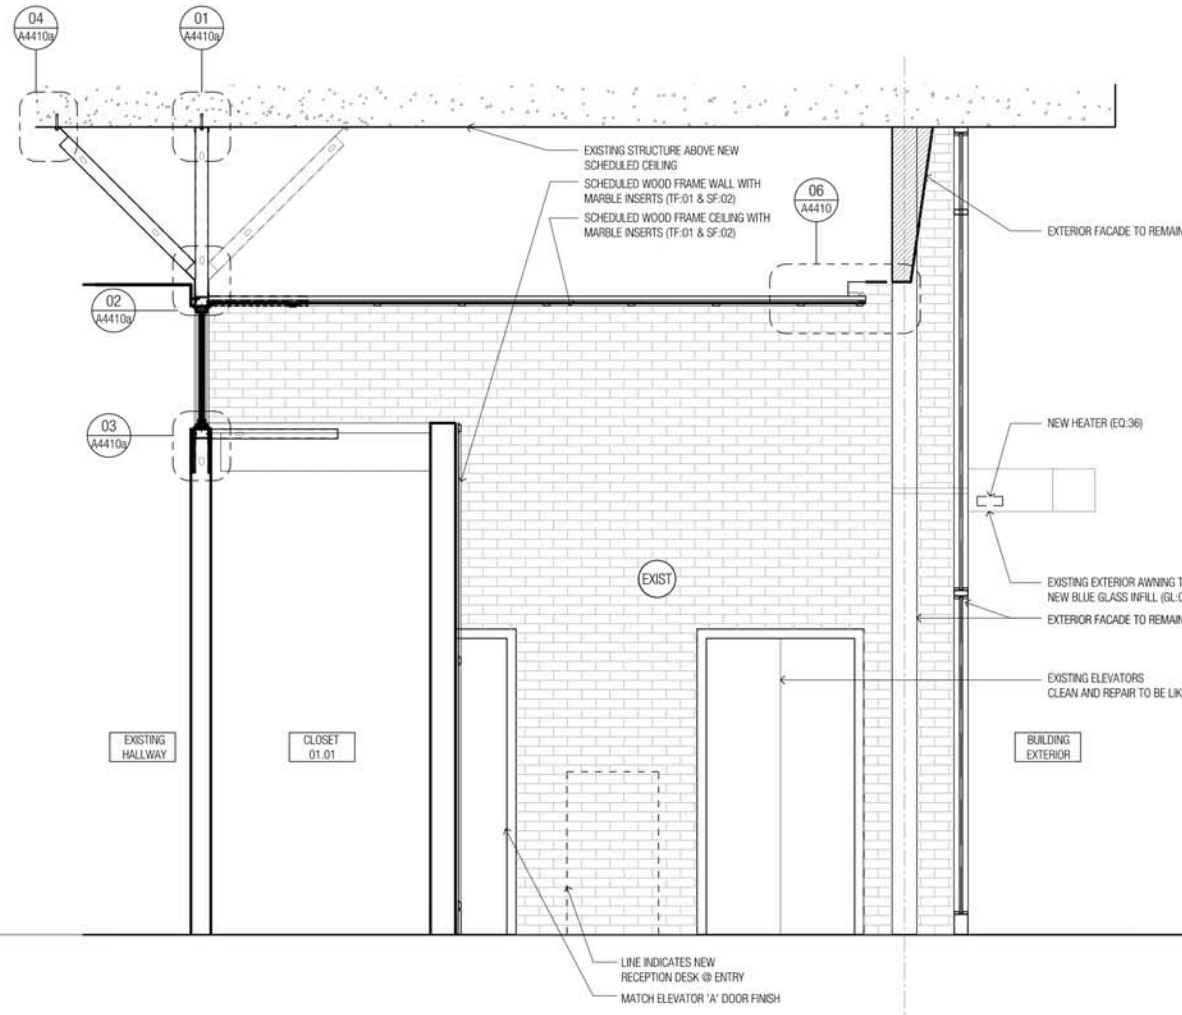 04
A4410a
01
A4410a
EXISTING STRUCTURE ABOVE NEW
SCHEDULED CEILING
SCHEDULED WOOD FRAME WALL WITH
MARBLE INSERTS (TF:01 & SF:02)
SCHEDULED WOOD FRAME CEILING WITH
MARBLE INSERTS (TF:01 & SF:02)
06
A4410
EXTERIOR FACADE TO REMAIN
02
A4410a
03
A4410a
NEW HEATER (EQ:36)
EXIST
EXISTING EXTERIOR AWNING T
NEW BLUE GLASS INFILL (GL:0
EXTERIOR FACADE TO REMAIN
EXISTING ELEVATORS
CLEAN AND REPAIR TO BE LIK
EXISTING
HALLWAY
CLOSET
01.01
BUILDING
EXTERIOR
LINE INDICATES NEW
RECEPTION DESK @ ENTRY
MATCH ELEVATOR 'A' DOOR FINISH